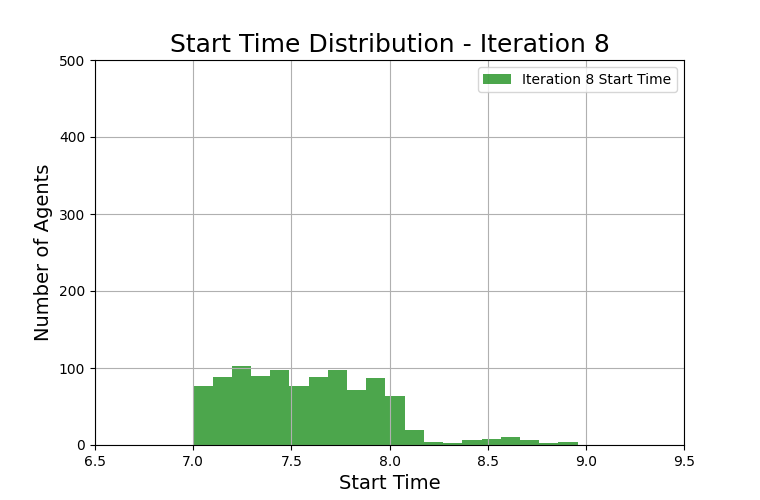 Start Time Distribution - Iteration 8
Iteration 8 Start Time
Number of Agents
500
400
300
200
100
0
6.5 7.0 7.5 8.0 8.5 9.0 9.5
Start Time